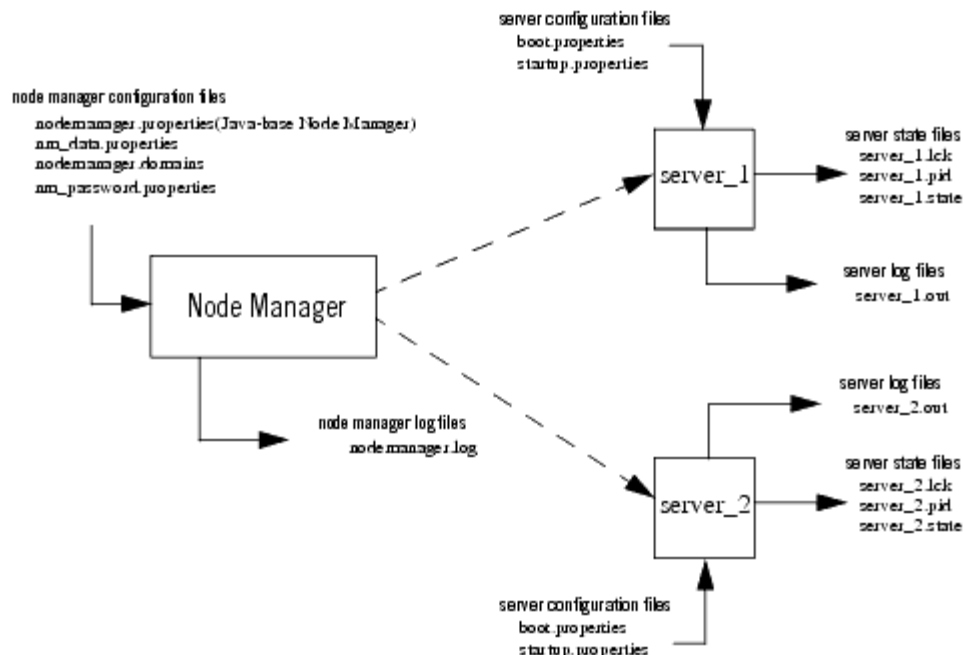 server configuration files
boot.properties
startup.properties
node manager configuration files
nodemanager.properties(Java-base Node Manager)
nm_data.properties
nodemanager.domains
nm_password.properties
server_1
server state files
server_1.lck
server_1.pid
server_1.state
server log files
server_1.out
Node Manager
node manager log files
nodemanager.log
server log files
server_2.out
server_2
server state files
server_2.lck
server_2.pid
server_2.state
server configuration files
boot.properties
startup.properties